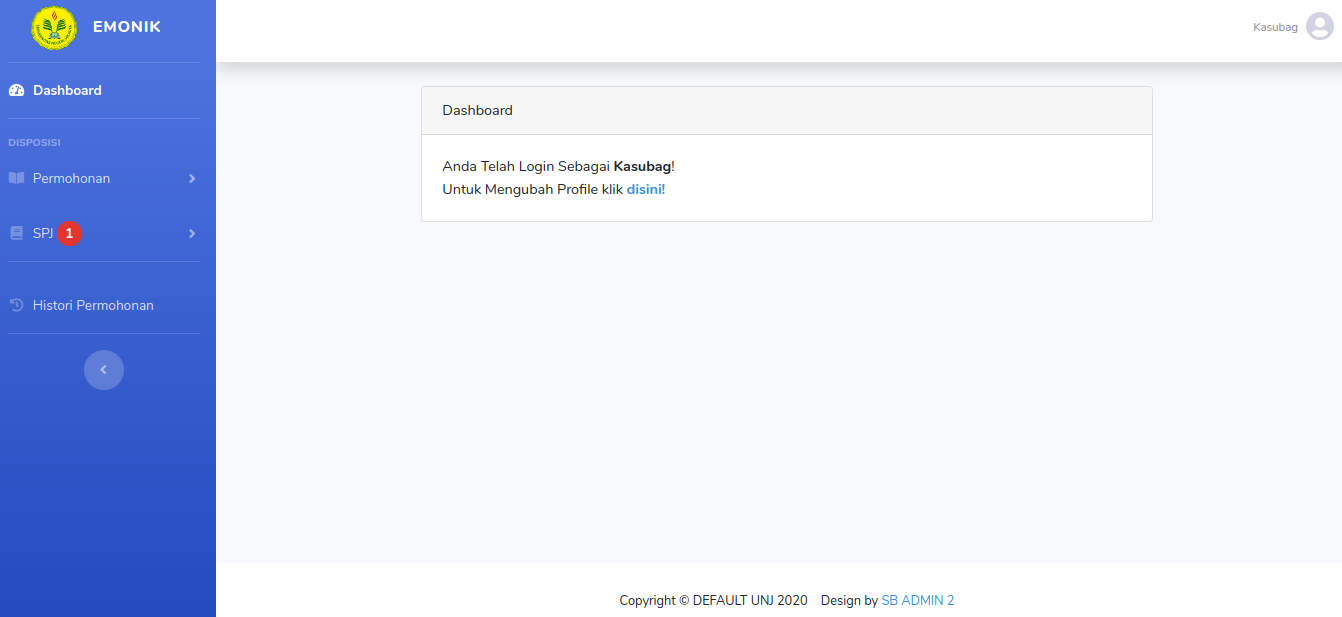 EMONIK
Kasubag
Dashboard
DISPOSISI
Permohonan
SPJ 1
Histori Permohonan
Dashboard
Anda Telah Login Sebagai Kasubag!
Untuk Mengubah Profile klik disini!
Copyright © DEFAULT UNJ 2020 Design by SB ADMIN 2